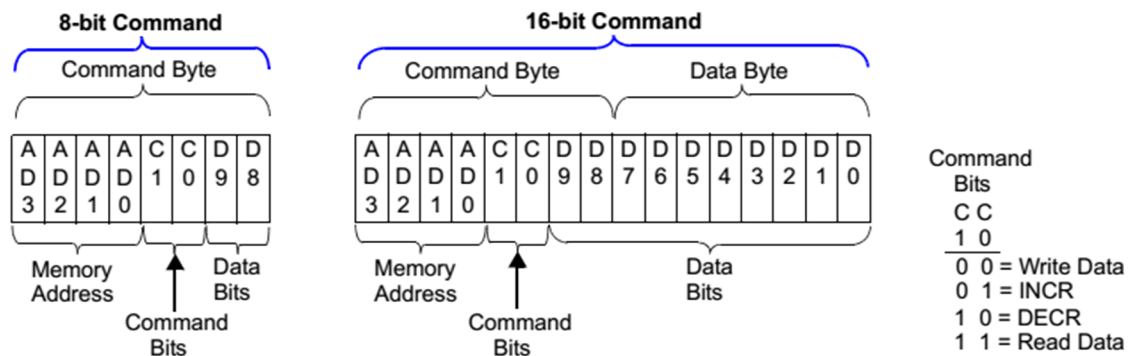 8-bit Command
16-bit Command
Command Byte
Command Byte
Data Byte
A A A A C C D D
D D D D 1 0 9 8
3 2 1 0
A A A A C C D D D D D D D D D D
D D D D 1 0 9 8 7 6 5 4 3 2 1 0
3 2 1 0
Memory
Address
Data
Bits
Command
Bits
Memory
Address
Data
Bits
Command
Bits
Command
Bits
C C
1 0
0 0 = Write Data
0 1 = INCR
1 0 = DECR
1 1 = Read Data